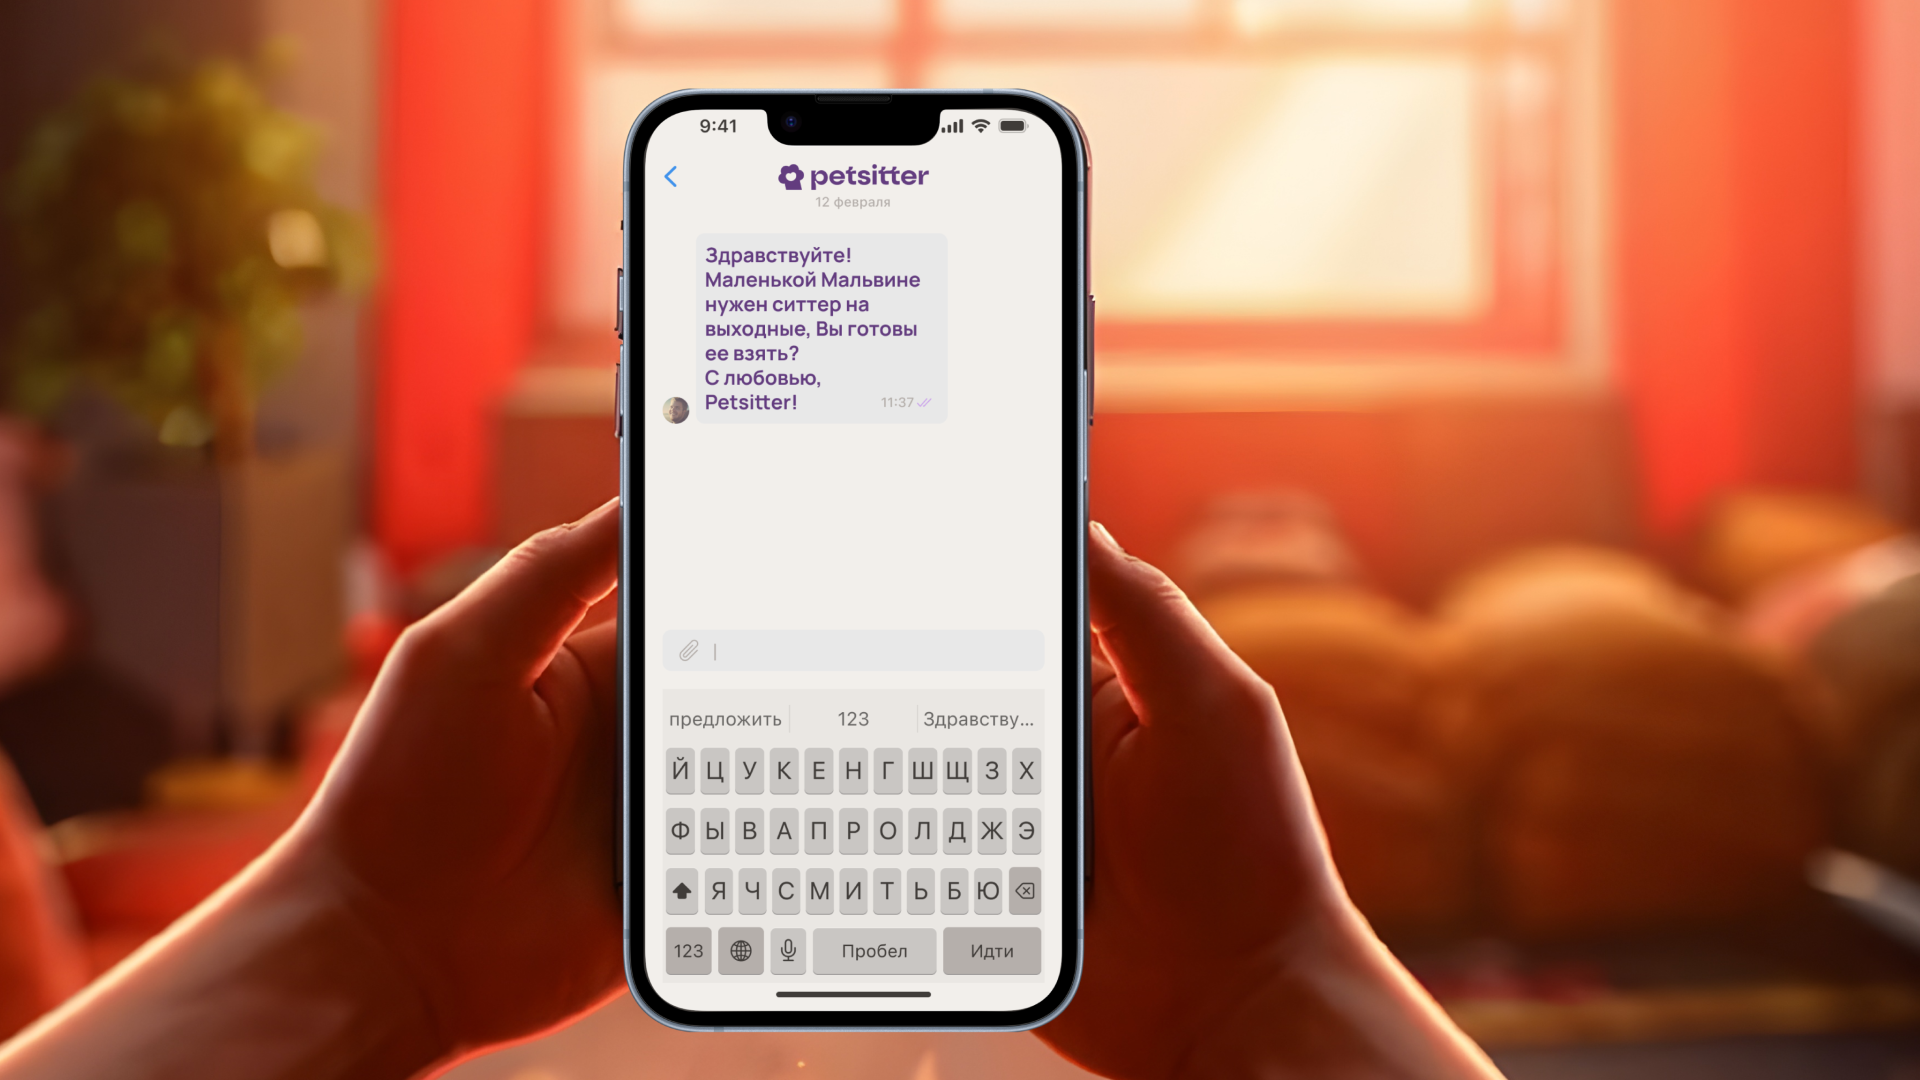 9:41
petsitter
12 февраля
Здравствуйте!
Маленькой Мальвине
нужен ситтер на
выходные, Вы готовы
ее взять?
С любовью,
Petsitter!
11:37
предложить 123 Здравству...
Й Ц У К Е Н Г Ш Щ З Х
Ф Ы В А П Р О Л Д Ж Э
Я Ч С М И Т Ь Б Ю
123 Пробел Идти